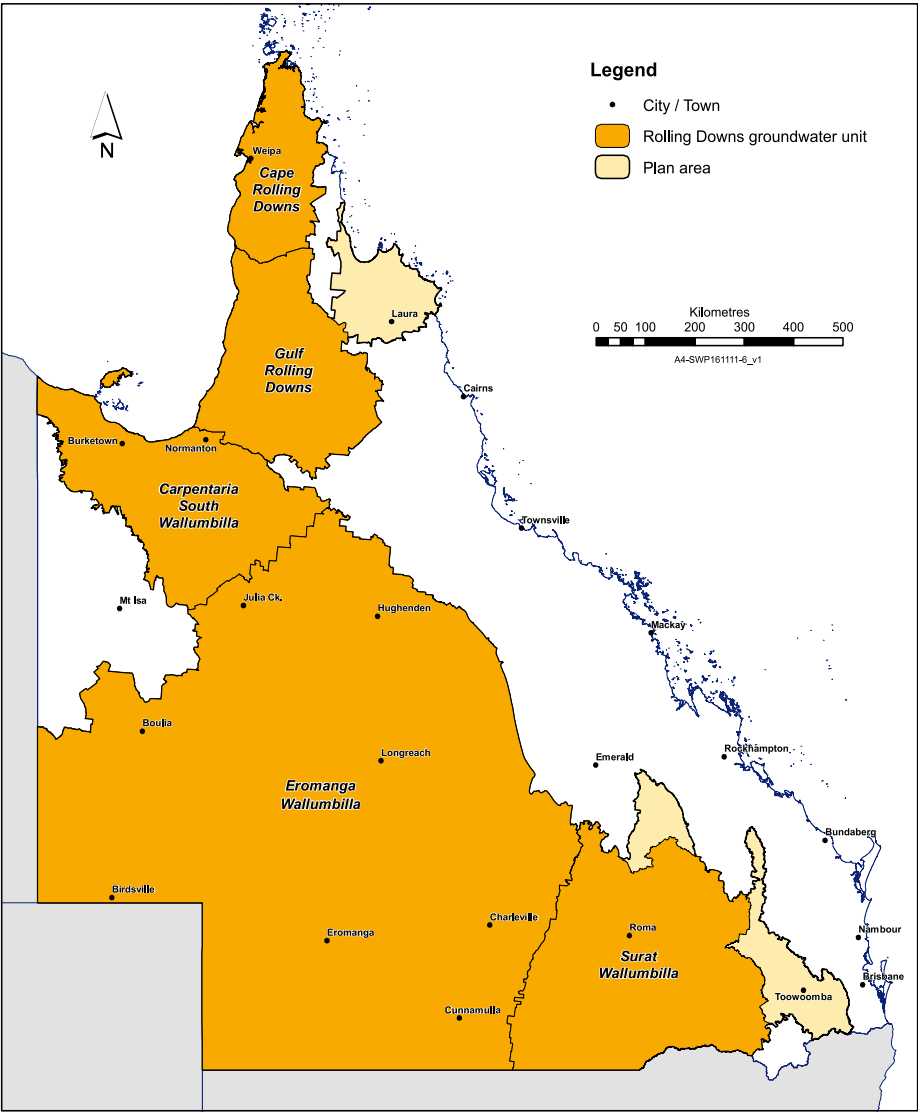 Legend
City / Town
Rolling Downs groundwater unit
Plan area
N
Weipa
Cape
Rolling
Downs
Laura
Kilometres
0 50 100 200 300 400 500
A4-SWP161111-6_v1
Gulf
Rolling
Downs
Cairns
Burketown
Normanton
Carpentaria
South
Wallumbilla
Townsville
Mt Isa
Julia Ck.
Hughenden
Mackay
Boulia
Longreach
Emerald
Rockhampton
Eromanga
Wallumbilla
Bundaberg
Birdsville
Charleville
Eromanga
Roma
Nambour
Surat
Wallumbilla
Brisbane
Toowoomba
Cunnamulla